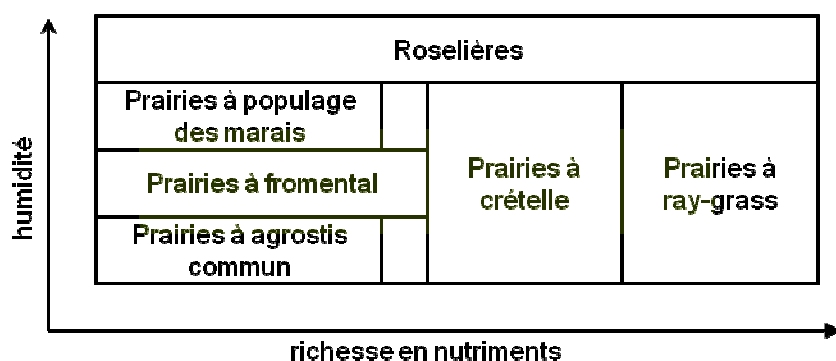 Roselières
Prairies à populage
des marais
Prairies à fromental
Prairies à agrostis
commun
Prairies à
crételle
Prairies à
ray-grass
humidité
richesse en nutriments